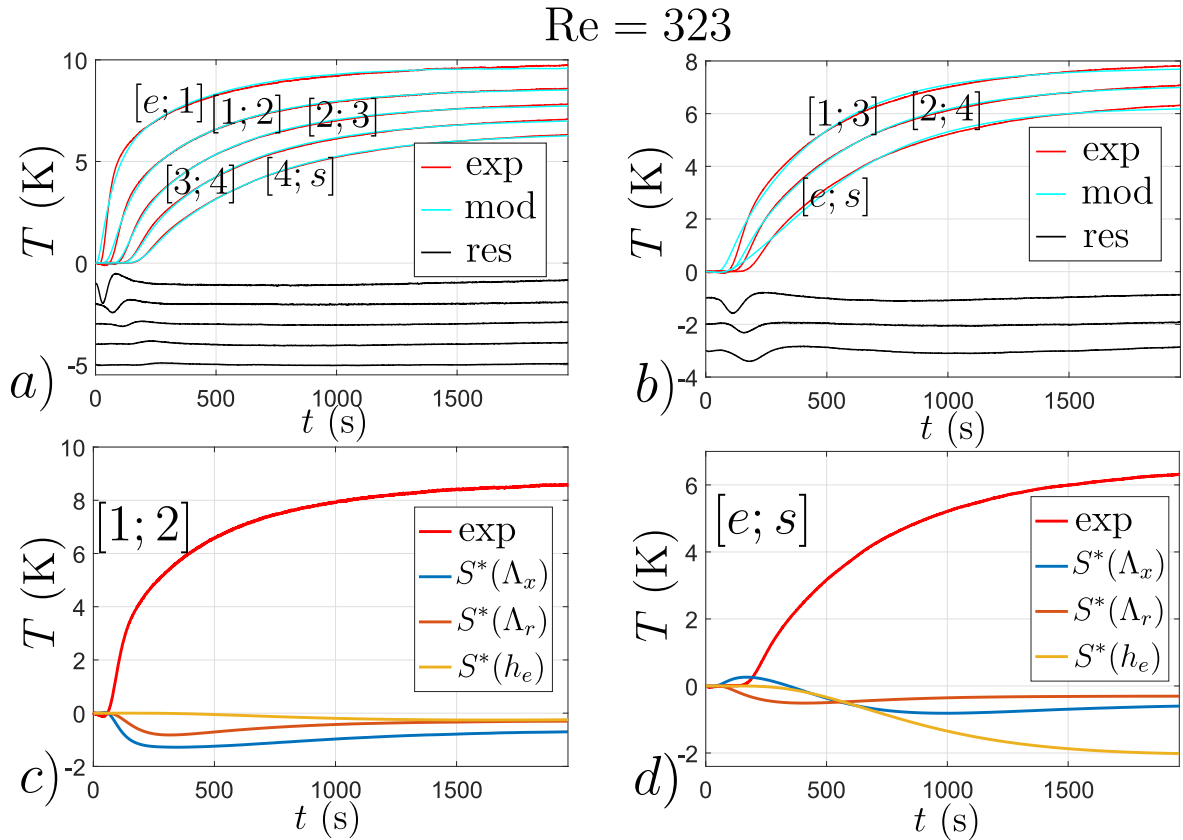 Re = 323
10
5
0
-5
T (K)
[e; 1]
[1; 2]
[2; 3]
[3; 4]
[4; s]
exp
mod
res
0
500
1000
1500
t (s)
a)
8
6
4
2
0
-2
-4
T (K)
[1; 3]
[2; 4]
[e; s]
exp
mod
res
0
500
1000
1500
t (s)
b)
10
8
6
4
2
0
-2
T (K)
[1; 2]
exp
S*(Λx)
S*(Λr)
S*(he)
0
500
1000
1500
t (s)
c)
6
4
2
0
-2
T (K)
[e; s]
exp
S*(Λx)
S*(Λr)
S*(he)
0
500
1000
1500
t (s)
d)